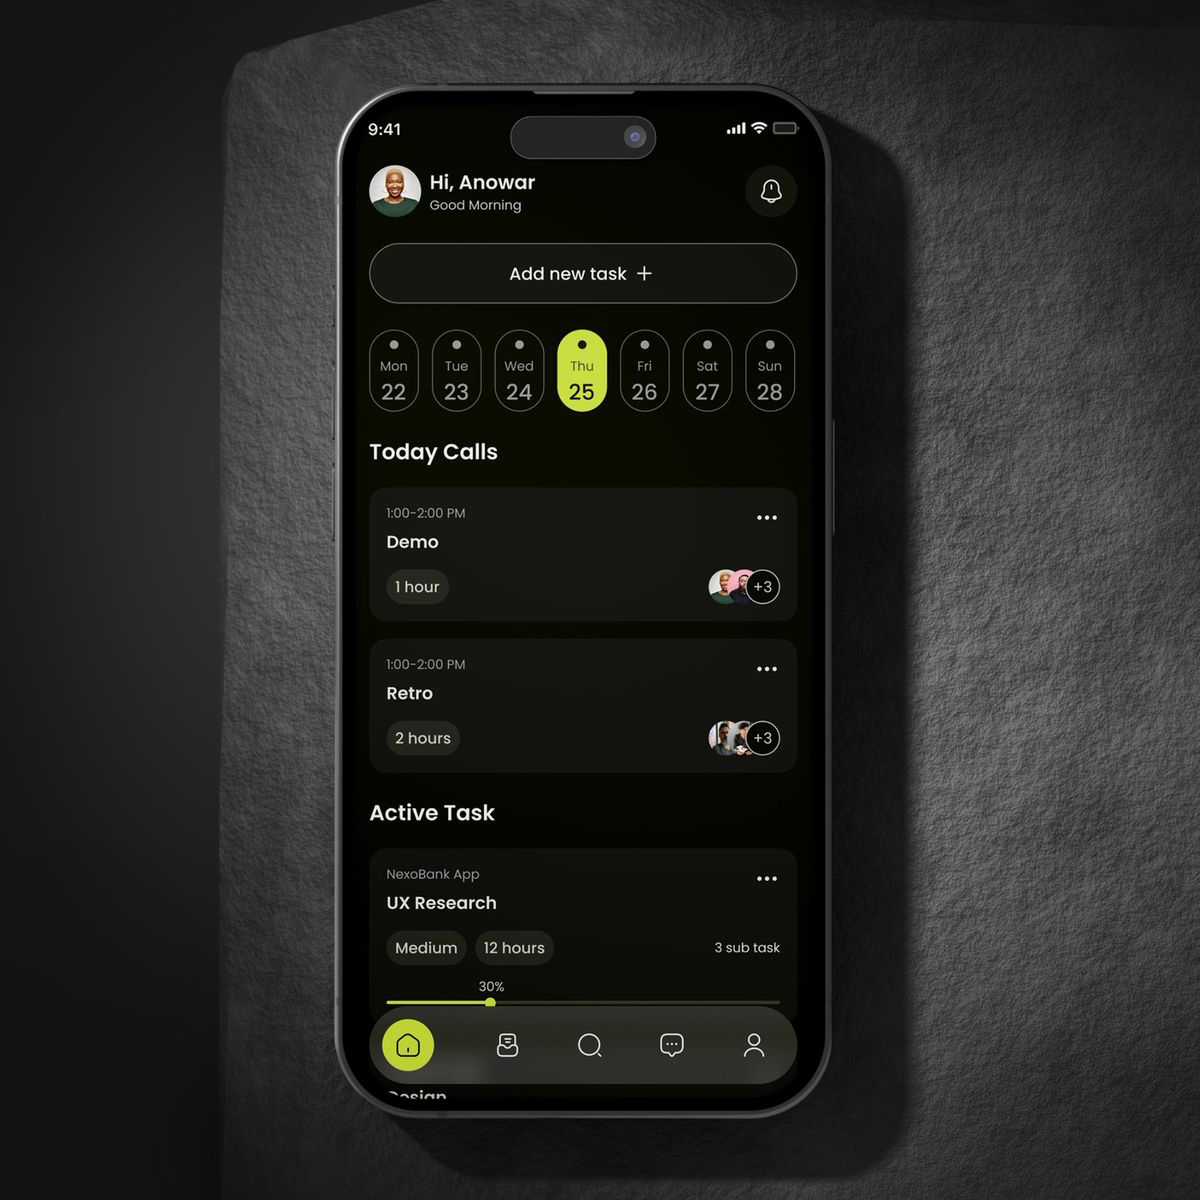 9:41
Hi, Anowar
Good Morning
Add new task +
Mon Tue Wed Thu Fri Sat Sun
22 23 24 25 26 27 28
Today Calls
1:00-2:00 PM
Demo
1 hour +3
1:00-2:00 PM
Retro
2 hours +3
Active Task
NexoBank App
UX Research
Medium 12 hours 3 sub task
30%
Design